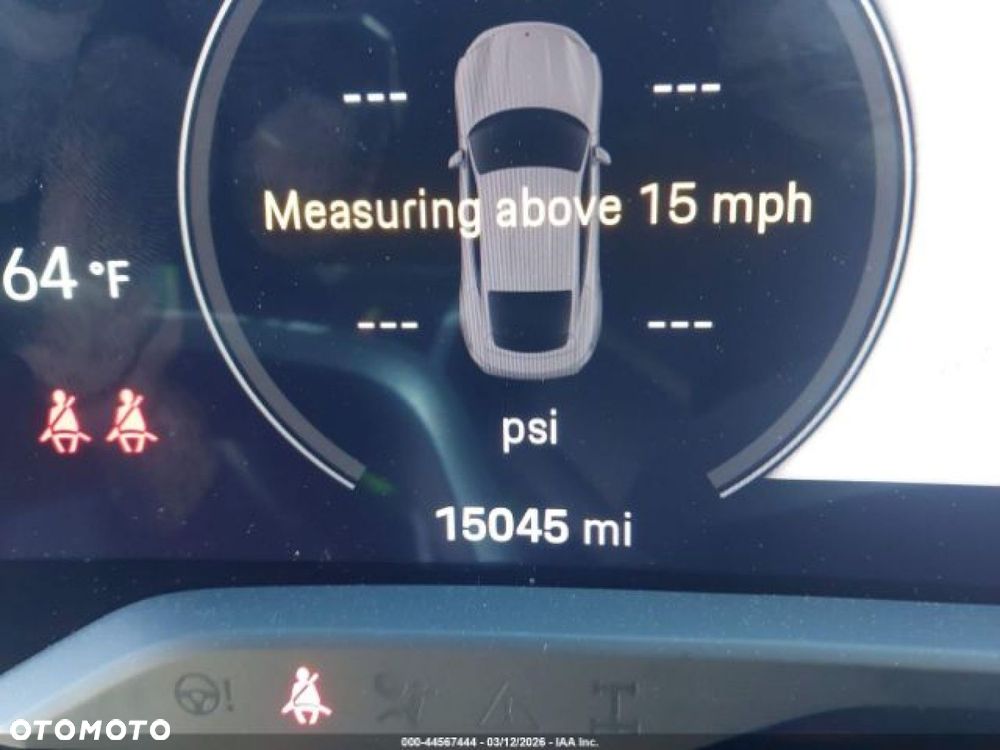 --- ---
Measuring above 15 mph
64 °F
--- ---
psi
15045 mi
!
OTOMOTO
000-44567444 - 03/12/2026 - IAA Inc.